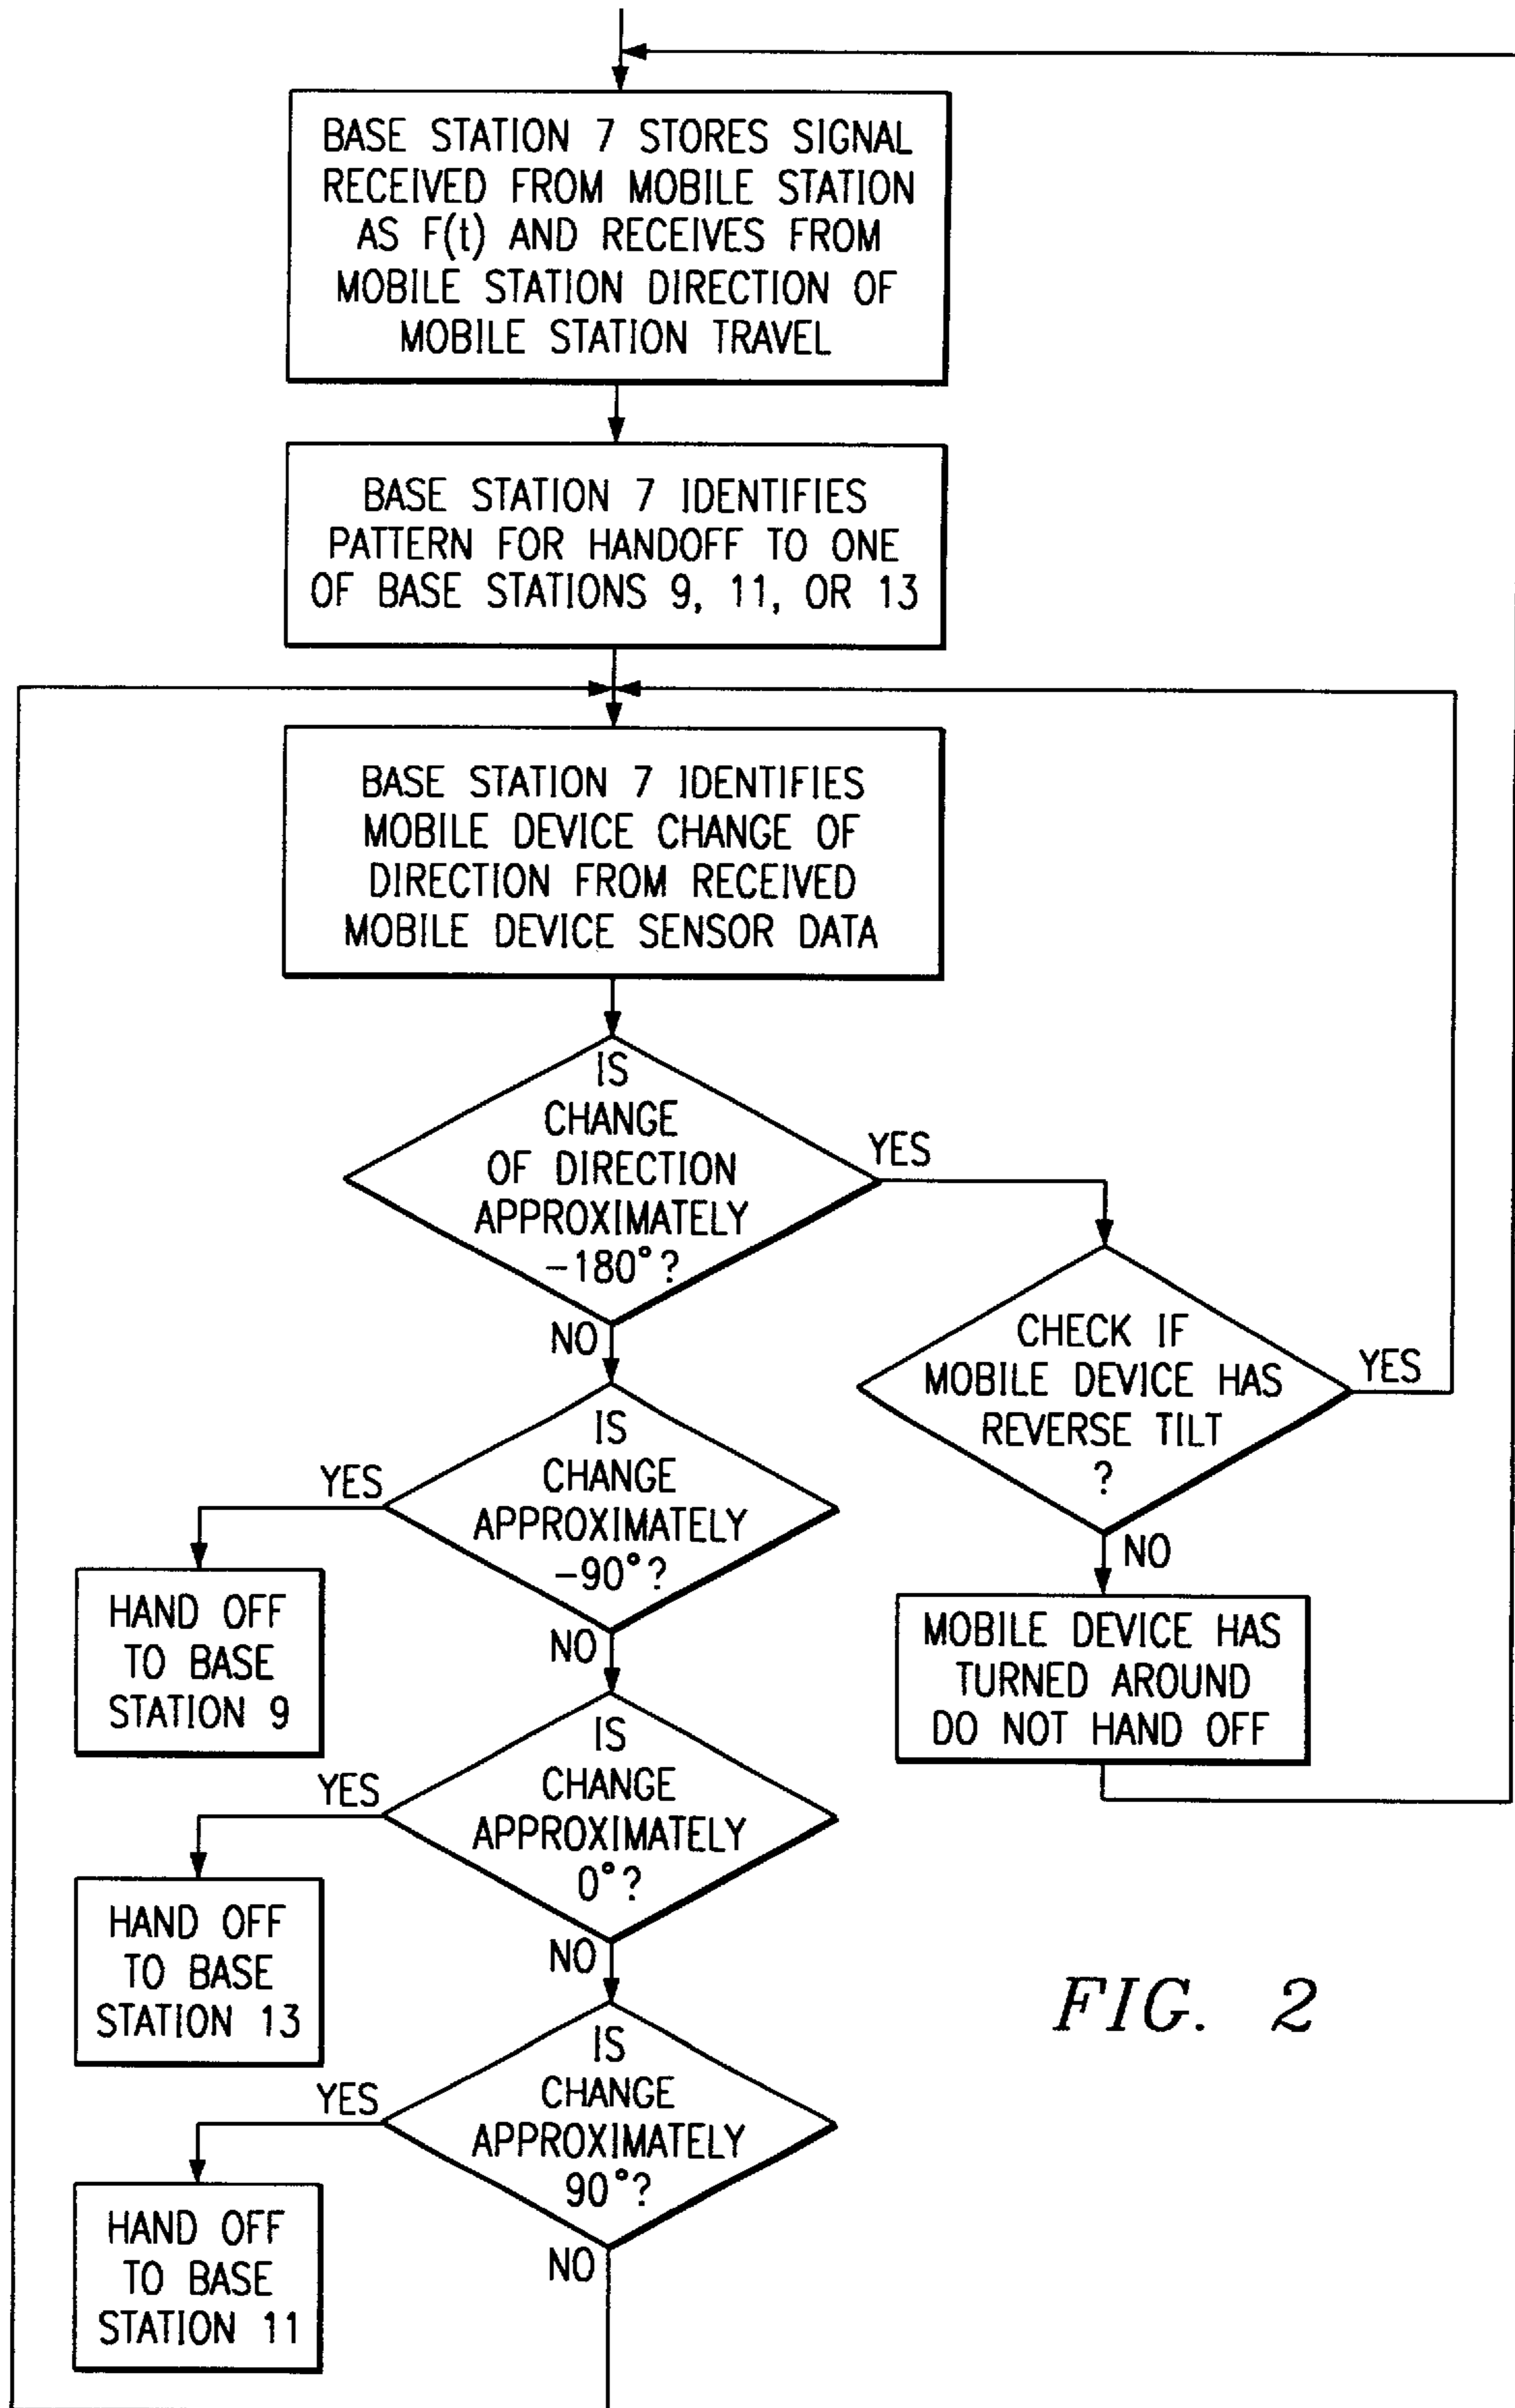 BASE STATION 7 STORES SIGNAL
RECEIVED FROM MOBILE STATION
AS F(t) AND RECEIVES FROM
MOBILE STATION DIRECTION OF
MOBILE STATION TRAVEL
BASE STATION 7 IDENTIFIES
PATTERN FOR HANDOFF TO ONE
OF BASE STATIONS 9, 11, OR 13
BASE STATION 7 IDENTIFIES
MOBILE DEVICE CHANGE OF
DIRECTION FROM RECEIVED
MOBILE DEVICE SENSOR DATA
IS
CHANGE
OF DIRECTION
APPROXIMATELY
-180°?
YES
NO
CHECK IF
MOBILE DEVICE HAS
REVERSE TILT
?
YES
NO
MOBILE DEVICE HAS
TURNED AROUND
DO NOT HAND OFF
IS
CHANGE
APPROXIMATELY
-90°?
YES
NO
HAND OFF
TO BASE
STATION 9
IS
CHANGE
APPROXIMATELY
0°?
YES
NO
HAND OFF
TO BASE
STATION 13
IS
CHANGE
APPROXIMATELY
90°?
YES
NO
HAND OFF
TO BASE
STATION 11
FIG. 2